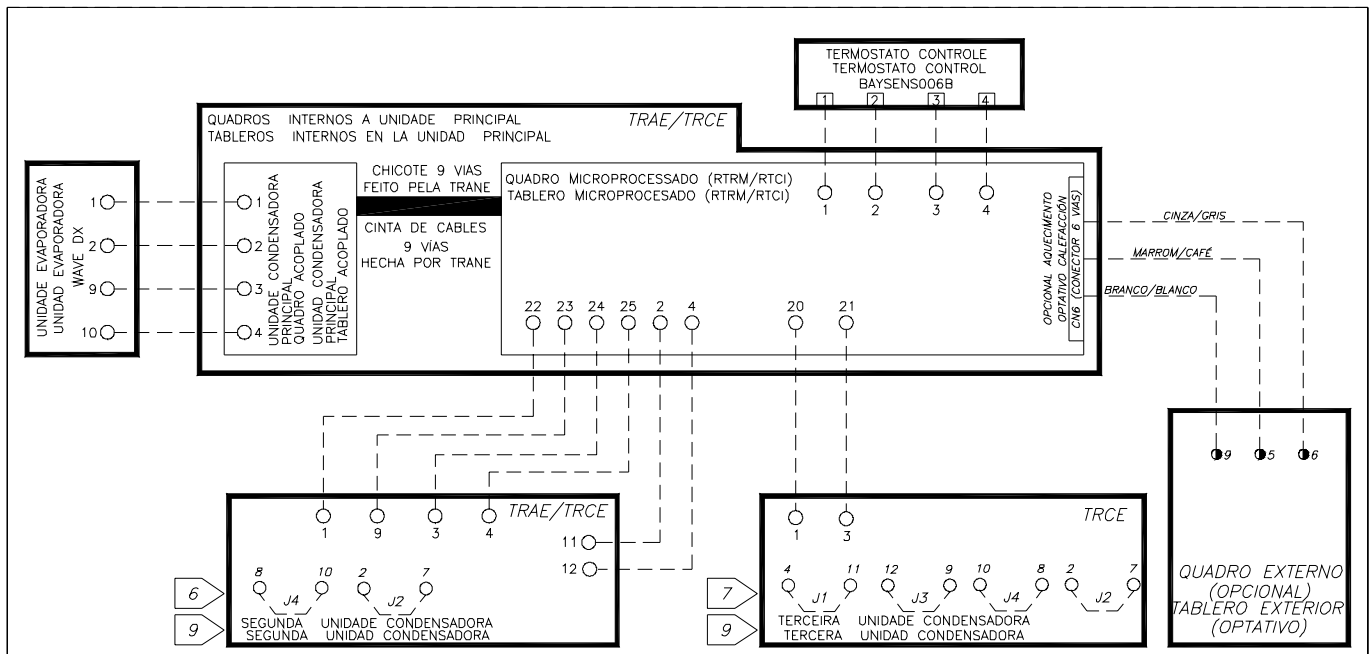 TERMOSTATO CONTROLE
TERMOSTATO CONTROL
BAYSENS006B
1 2 3 4
QUADROS INTERNOS A UNIDADE PRINCIPAL
TABLEROS INTERNOS EN LA UNIDAD PRINCIPAL
TRAE/TRCE
UNIDADE EVAPORADORA
UNIDAD EVAPORADORA
WAVE DX
1
2
9
10
1
2
3
4
UNIDADE CONDENSADORA
PRINCIPAL
QUADRO ACOPLADO
UNIDAD CONDENSADORA
PRINCIPAL
TABLERO ACOPLADO
CHICOTE 9 VIAS
FEITO PELA TRANE
CINTA DE CABLES
9 VÍAS
HECHA POR TRANE
QUADRO MICROPROCESSADO (RTRM/RTCI)
TABLERO MICROPROCESADO (RTRM/RTCI)
1 2 3 4
22 23 24 25 2 4 20 21
OPCIONAL AQUECIMENTO
OPTATIVO CALEFACCIÓN
CN6 (CONECTOR 6 VIAS)
CINZA/GRIS
MARROM/CAFÉ
BRANCO/BLANCO
9 5 6
QUADRO EXTERNO
(OPCIONAL)
TABLERO EXTERIOR
(OPTATIVO)
TRAE/TRCE
1 9 3 4
11
12
8 10 2 7
J4 J2
6
9
SEGUNDA UNIDADE CONDENSADORA
SEGUNDA UNIDAD CONDENSADORA
TRCE
1 3
4 11 12 9 10 8 2 7
J1 J3 J4 J2
7
9
TERCEIRA UNIDADE CONDENSADORA
TERCERA UNIDAD CONDENSADORA